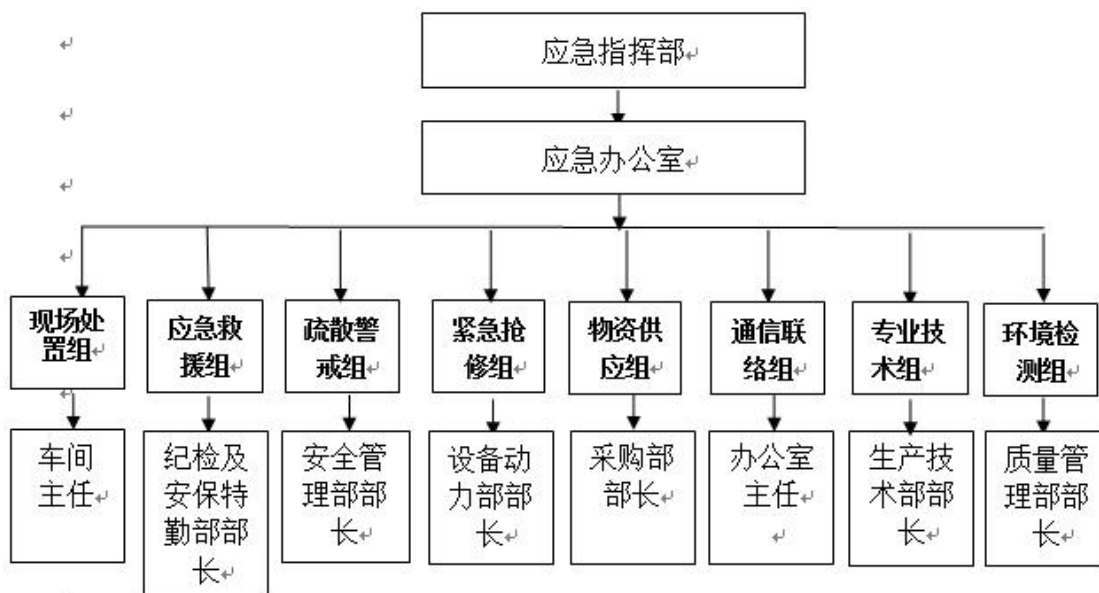 应急指挥部
应急办公室
现场处
置组
应急救
援组
疏散警
戒组
紧急抢
修组
物资供
应组
通信联
络组
专业技
术组
环境检
测组
车间
主任
纪检及
安保特
勤部部
长
安全管
理部部
长
设备动
力部部
长
采购部
部长
办公室
主任
生产技
术部部
长
质量管
理部部
长